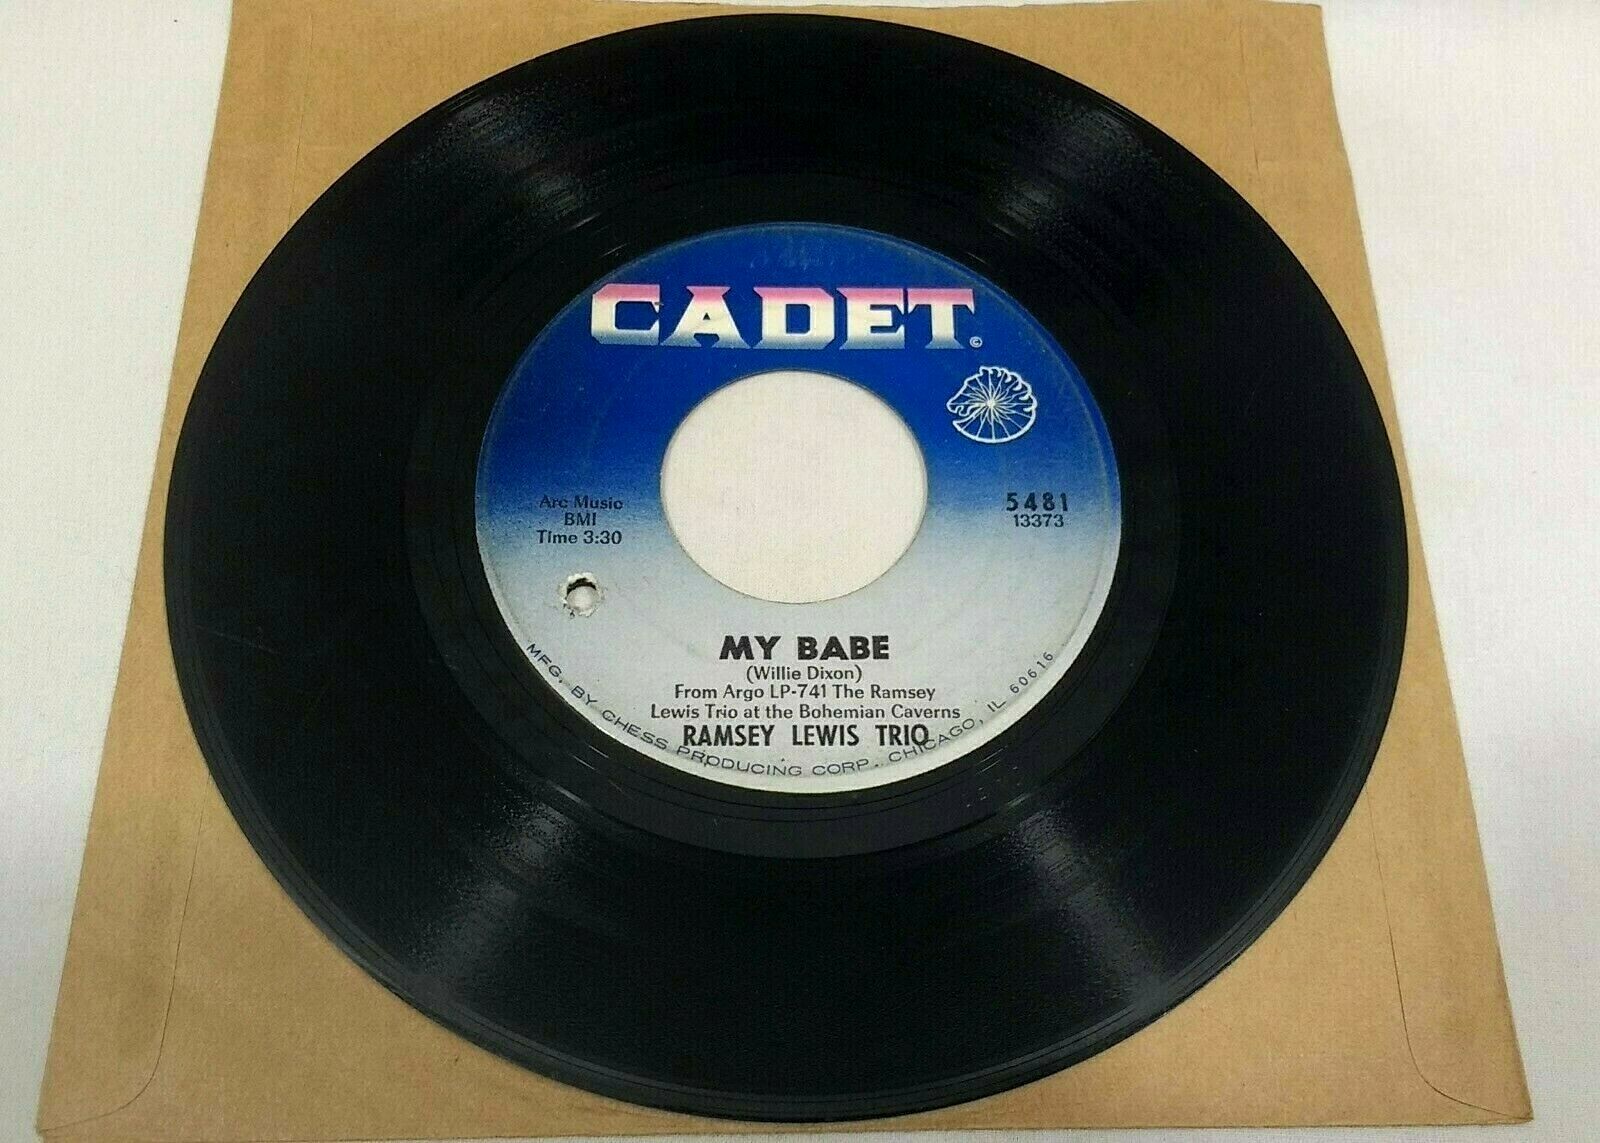 CADET.
©
Arc Music
BMI
Time 3:30
5481
13373
MY BABE
(Willie Dixon)
From Argo LP-741 The Ramsey
Lewis Trio at the Bohemian Caverns
RAMSEY LEWIS TRIO
MFG. BY CHESS PRODUCING CORP. CHICAGO, IL 60616